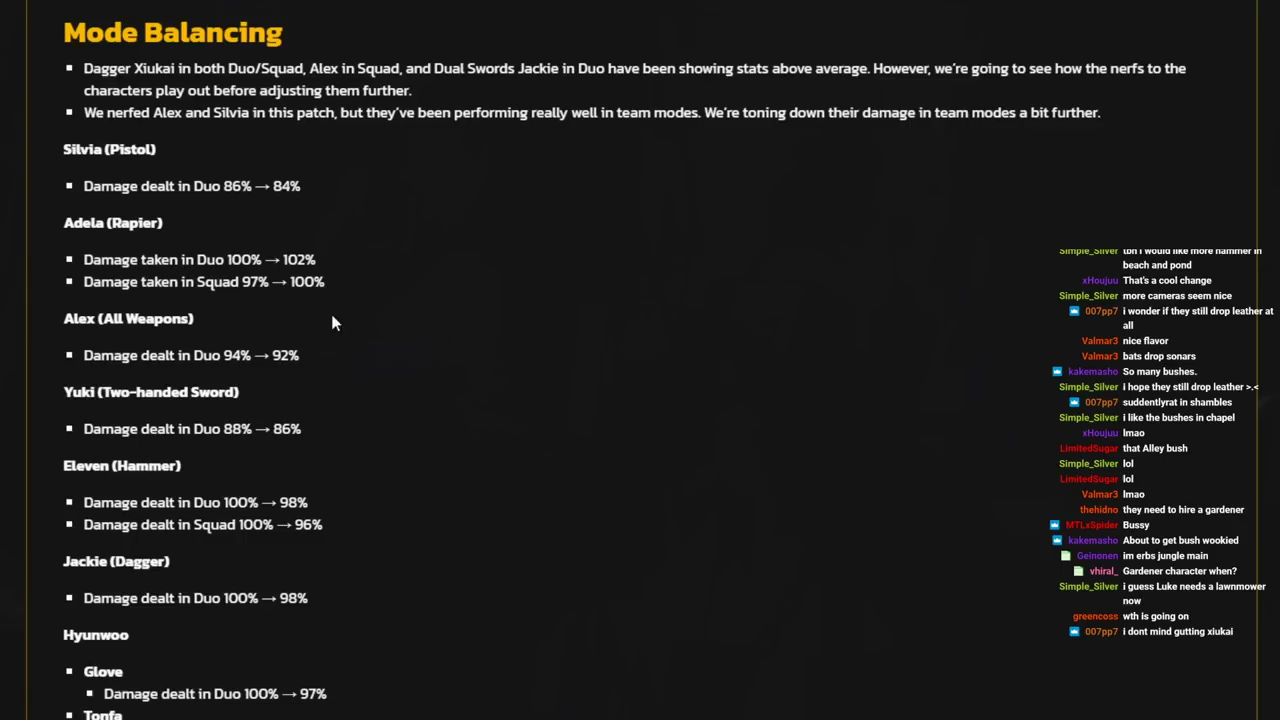 Mode Balancing
Dagger Xiukai in both Duo/Squad, Alex in Squad, and Dual Swords Jackie in Duo have been showing stats above average. However, we're going to see how the nerfs to the
characters play out before adjusting them further.
We nerfed Alex and Silvia in this patch, but they've been performing really well in team modes. We're toning down their damage in team modes a bit further.
Silvia (Pistol)
Damage dealt in Duo 86% → 84%
Adela (Rapier)
Damage taken in Duo 100% → 102%
Damage taken in Squad 97% → 100%
Alex (All Weapons)
Damage dealt in Duo 94% → 92%
Yuki (Two-handed Sword)
Damage dealt in Duo 88% → 86%
Eleven (Hammer)
Damage dealt in Duo 100% → 98%
Damage dealt in Squad 100% → 96%
Jackie (Dagger)
Damage dealt in Duo 100% → 98%
Hyunwoo
Glove
Damage dealt in Duo 100% → 97%
Tonfa
Simple_Silver tbh i would like more hammer in
beach and pond
xHoujuu That's a cool change
Simple_Silver more cameras seem nice
007pp7 i wonder if they still drop leather at
all
Valmar3 nice flavor
Valmar3 bats drop sonars
kakemasho So many bushes.
Simple_Silver i hope they still drop leather >.<
007pp7 suddentlyrat in shambles
Simple_Silver i like the bushes in chapel
xHoujuu lmao
LimitedSugar that Alley bush
Simple_Silver lol
LimitedSugar lol
Valmar3 lmao
thehidno they need to hire a gardener
MTLxSpider Bussy
kakemasho About to get bush wookied
Geinonen im erbs jungle main
vhiral_ Gardener character when?
Simple_Silver i guess Luke needs a lawnmower
now
greencoss wth is going on
007pp7 i dont mind gutting xiukai